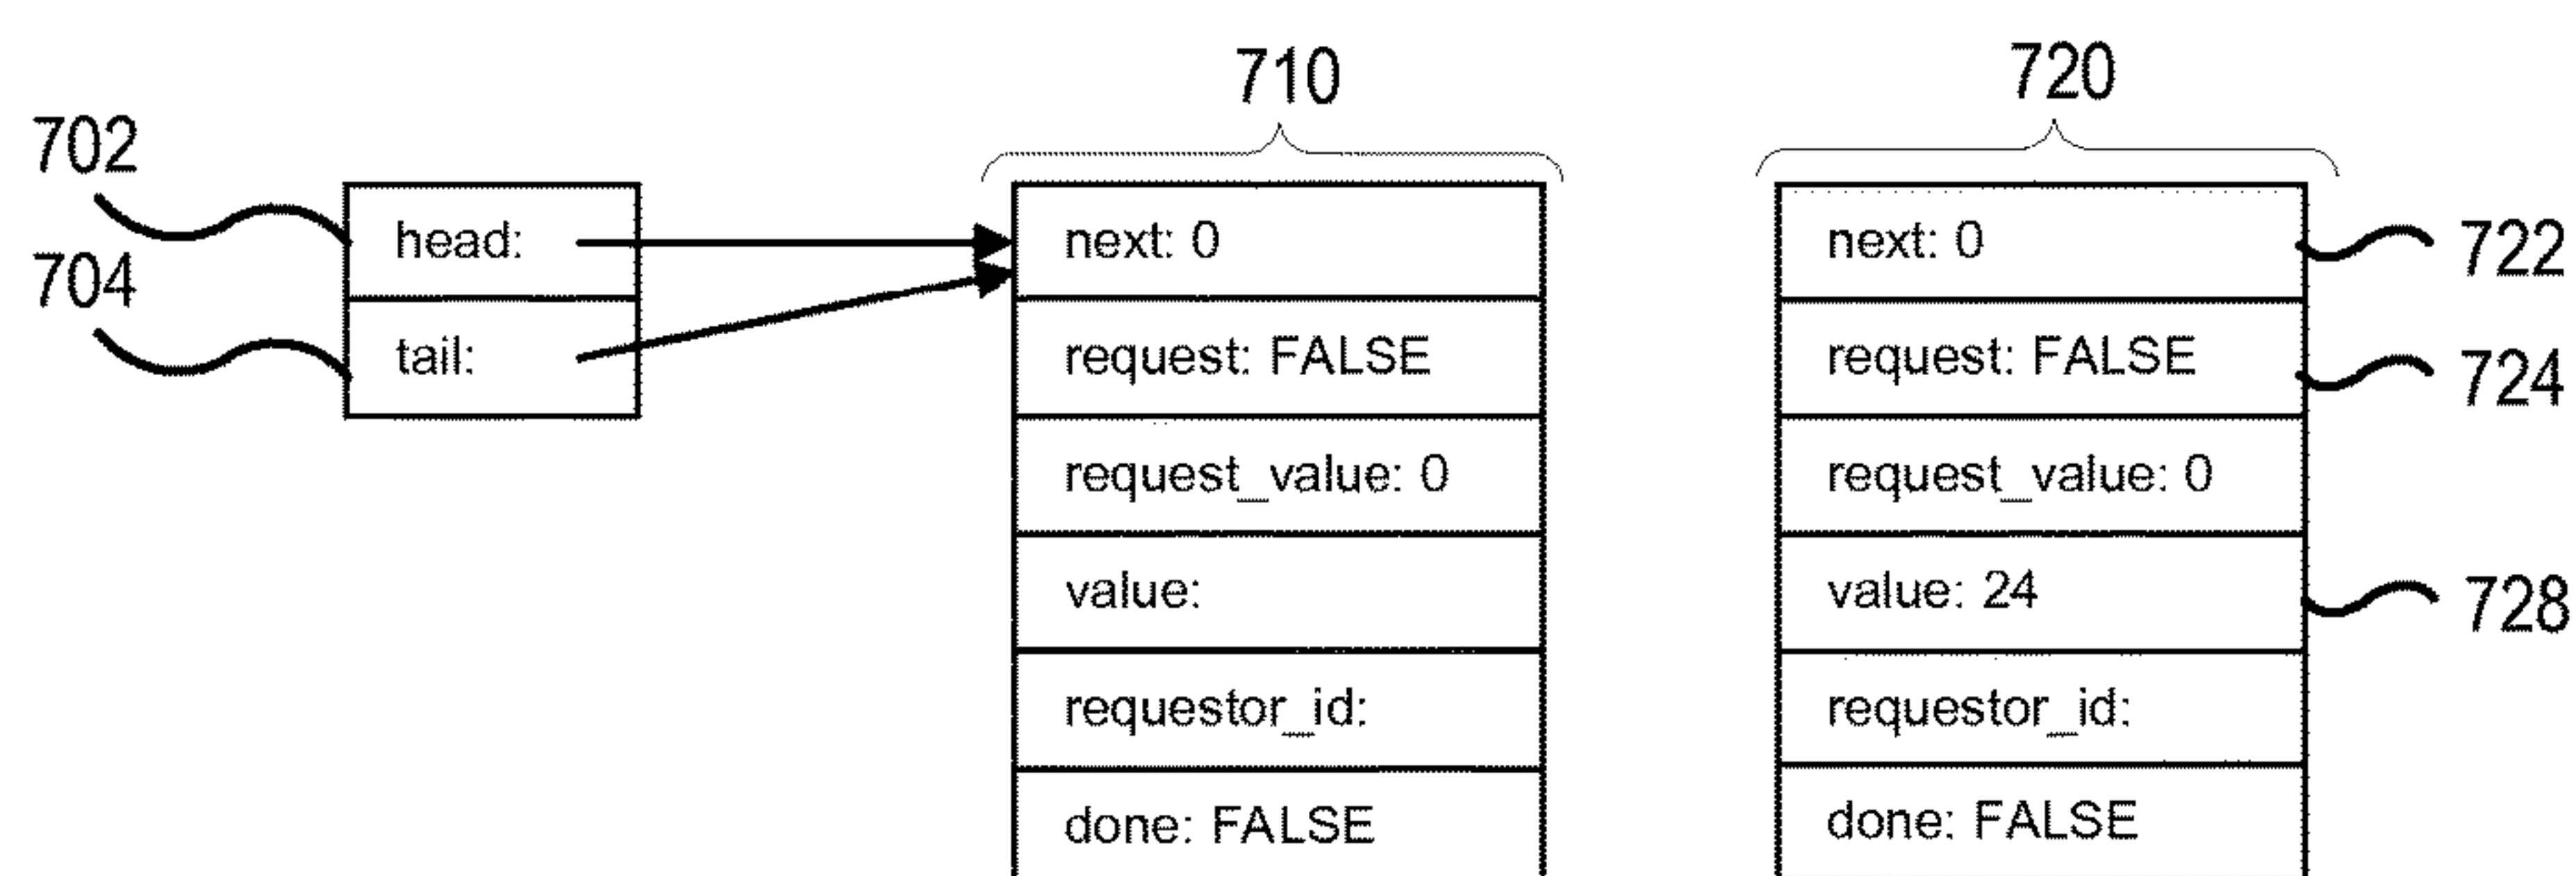 710
720
702
head:
next: 0
next: 0
722
704
tail:
request: FALSE
request: FALSE
724
request_value: 0
request_value: 0
value:
value: 24
728
requestor_id:
requestor_id:
done: FALSE
done: FALSE